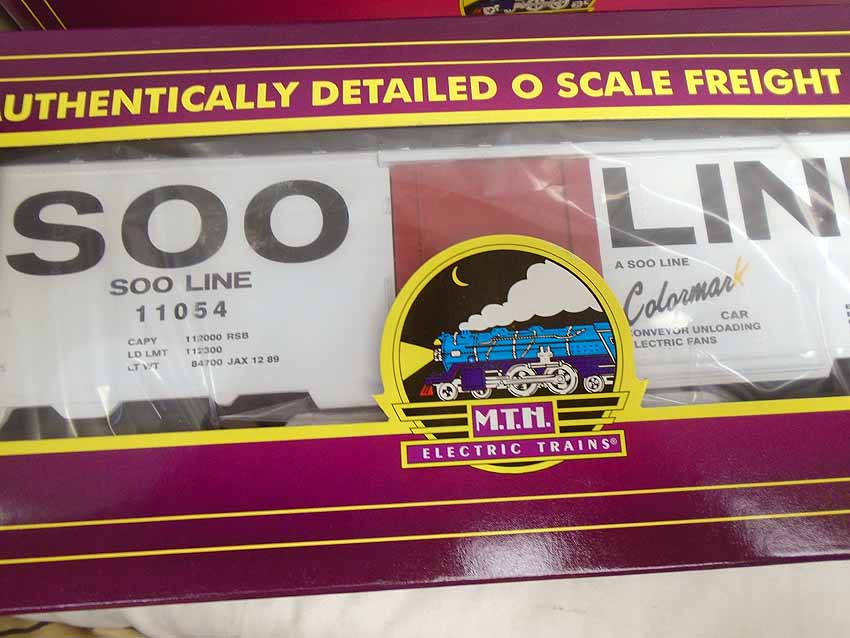 AUTHENTICALLY DETAILED O SCALE FREIGHT
SOO LIN
SOO LINE
11054
CAPY 112000 RSB
LD LMT 112300
LT WT 84700 JAX 12 89
A SOO LINE
Colormark
CAR
CONVEYOR UNLOADING
ELECTRIC FANS
M.T.H.
ELECTRIC TRAINS®